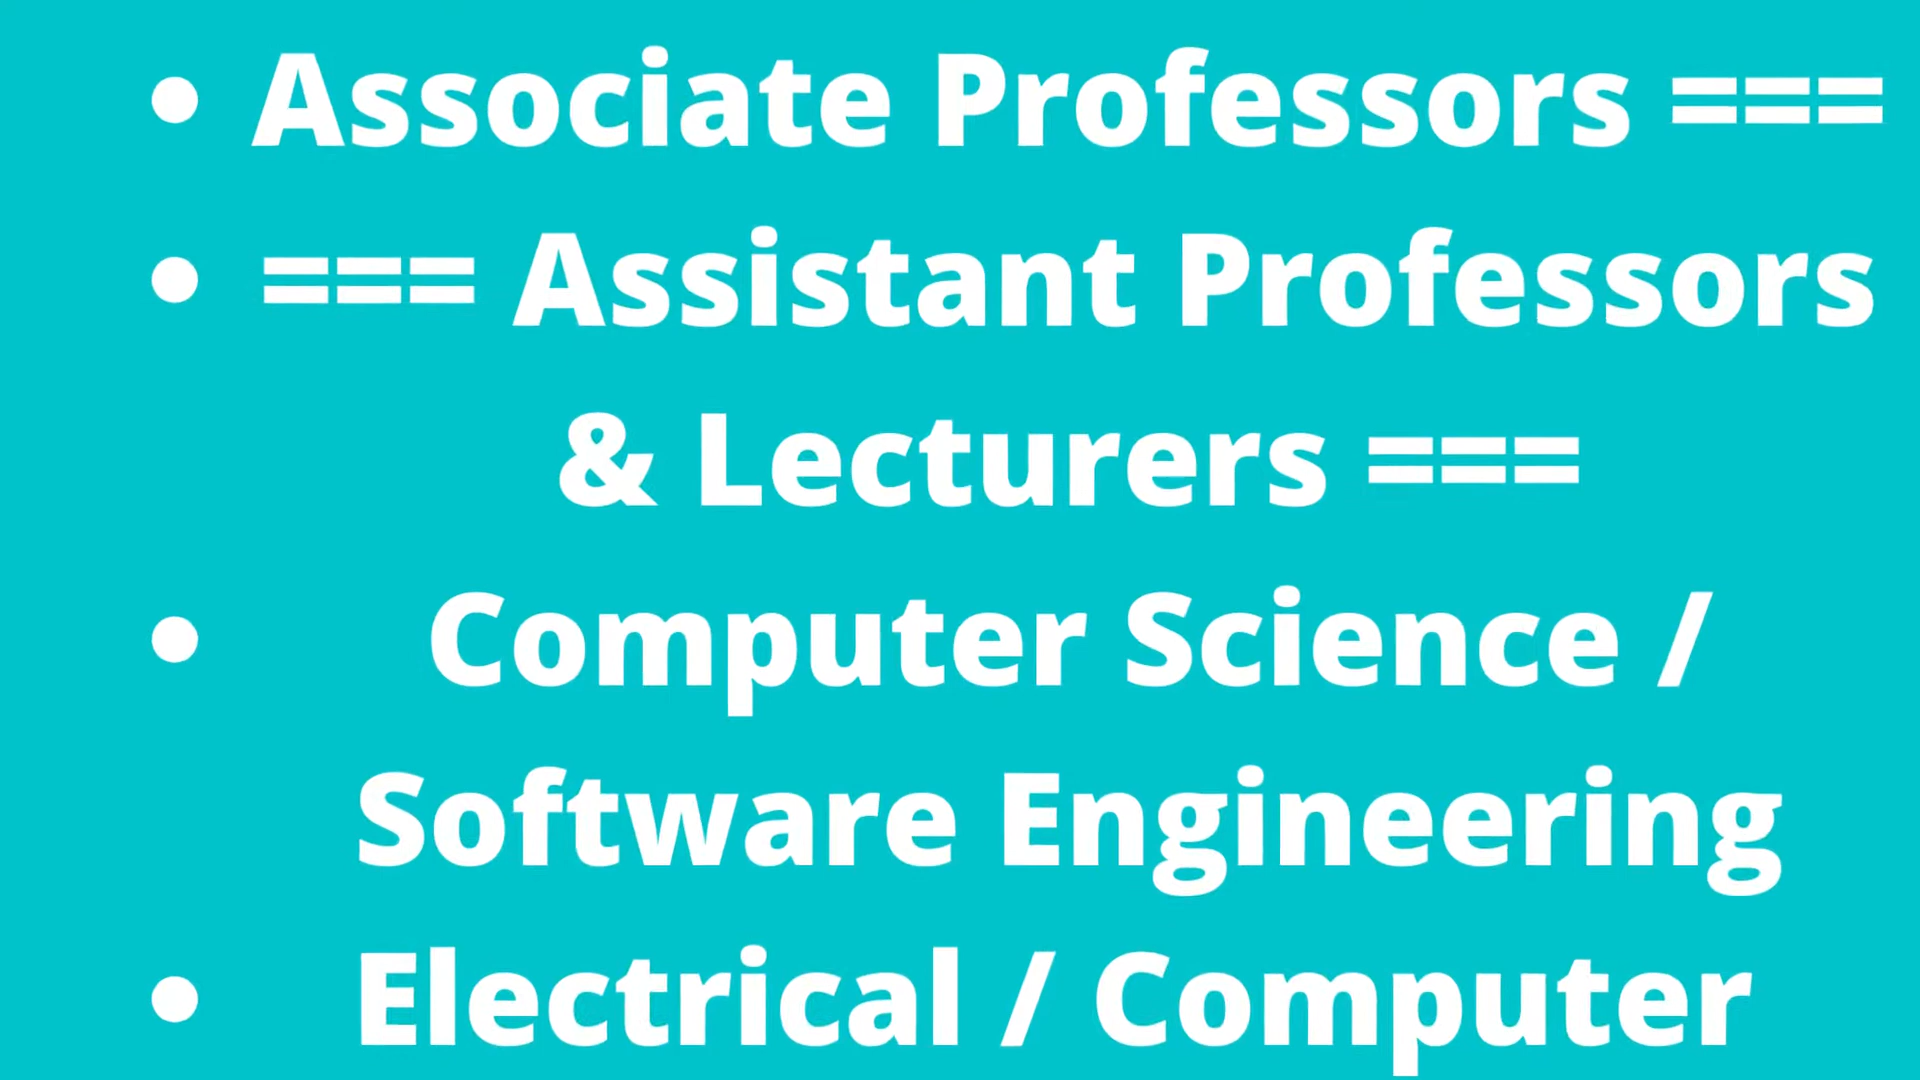 • Associate Professors ===
• === Assistant Professors
& Lecturers ===
• Computer Science /
Software Engineering
• Electrical / Computer